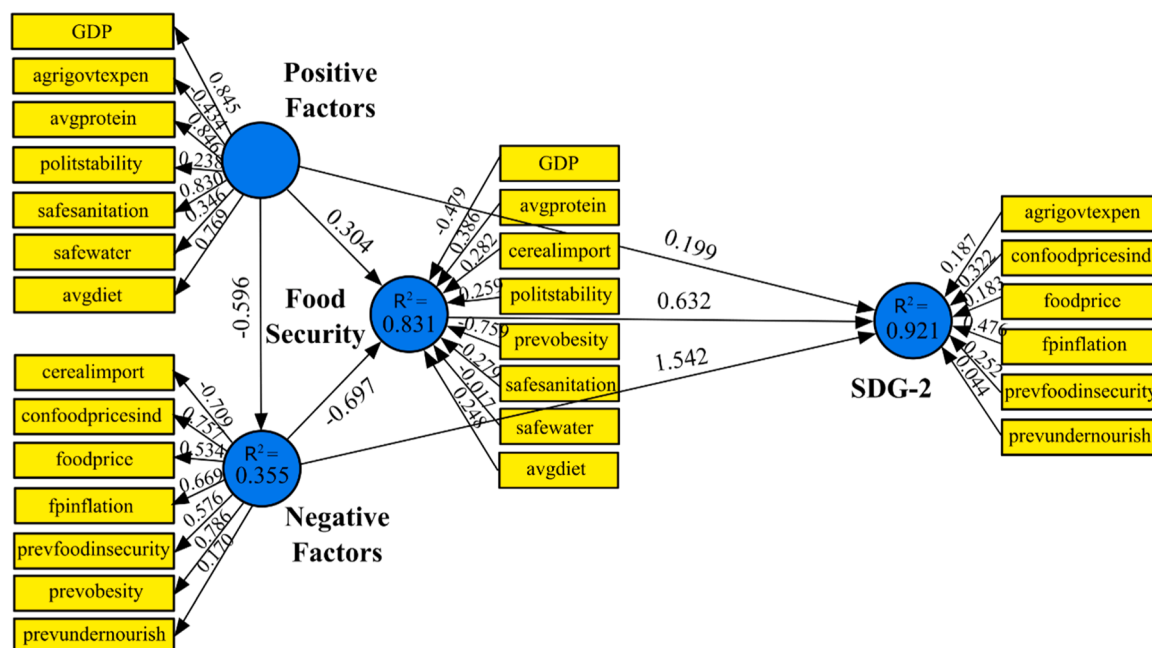 GDP
agrigovtexpen
avgprotein
politstability
safesanitation
safewater
avgdiet
0.845
-0.434
0.846
0.238
0.830
0.346
0.769
Positive
Factors
0.304
-0.596
0.199
Food
Security
R² =
0.831
GDP
avgprotein
cerealimport
politstability
prevobesity
safesanitation
safewater
avgdiet
-0.479
0.386
0.282
0.259
-0.759
-0.279
-0.017
0.248
0.632
1.542
-0.697
cerealimport
confoodpricesind
foodprice
fpinflation
prevfoodinsecurity
prevobesity
prevundernourish
-0.709
0.757
0.534
0.669
0.576
0.786
0.170
R² =
0.355
Negative
Factors
R² =
0.921
SDG-2
agrigovtexpen
confoodpricesind
foodprice
fpinflation
prevfoodinsecurity
prevundernourish
0.187
0.322
0.183
0.476
0.252
0.044